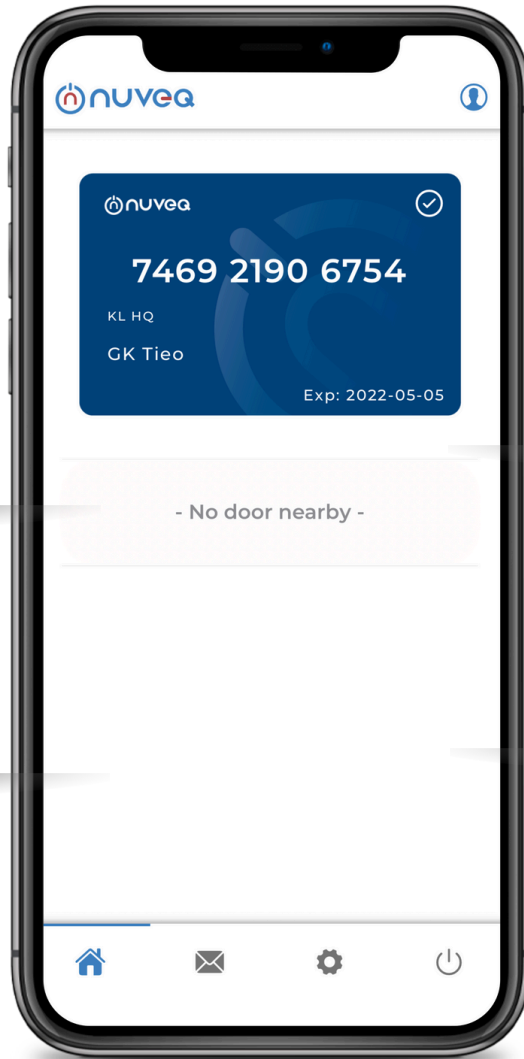 nuveq
nuveq
7469 2190 6754
KL HQ
GK Tieo
Exp: 2022-05-05
- No door nearby -